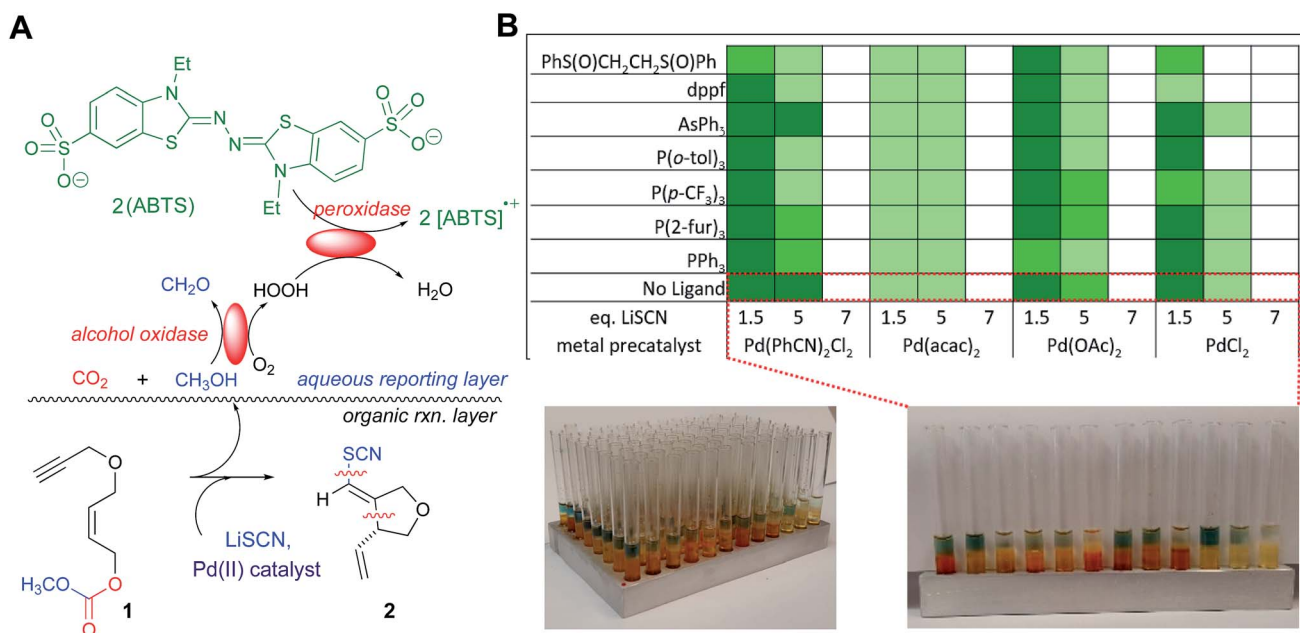 A
Et
N
S
N
N
S
N
Et
O
O
S
O⊖
O
O
S
O⊖
2(ABTS)
peroxidase
2 [ABTS]•+
CH₂O
HOOH
H₂O
alcohol oxidase
O₂
CO₂ + CH₃OH
aqueous reporting layer
organic rxn. layer
O
H₃CO
O
O
1
LiSCN,
Pd(II) catalyst
SCN
H
O
2
B
PhS(O)CH₂CH₂S(O)Ph
dppf
AsPh₃
P(o-tol)₃
P(p-CF₃)₃
P(2-fur)₃
PPh₃
No Ligand
eq. LiSCN 1.5 5 7 1.5 5 7 1.5 5 7 1.5 5 7
metal precatalyst Pd(PhCN)₂Cl₂ Pd(acac)₂ Pd(OAc)₂ PdCl₂